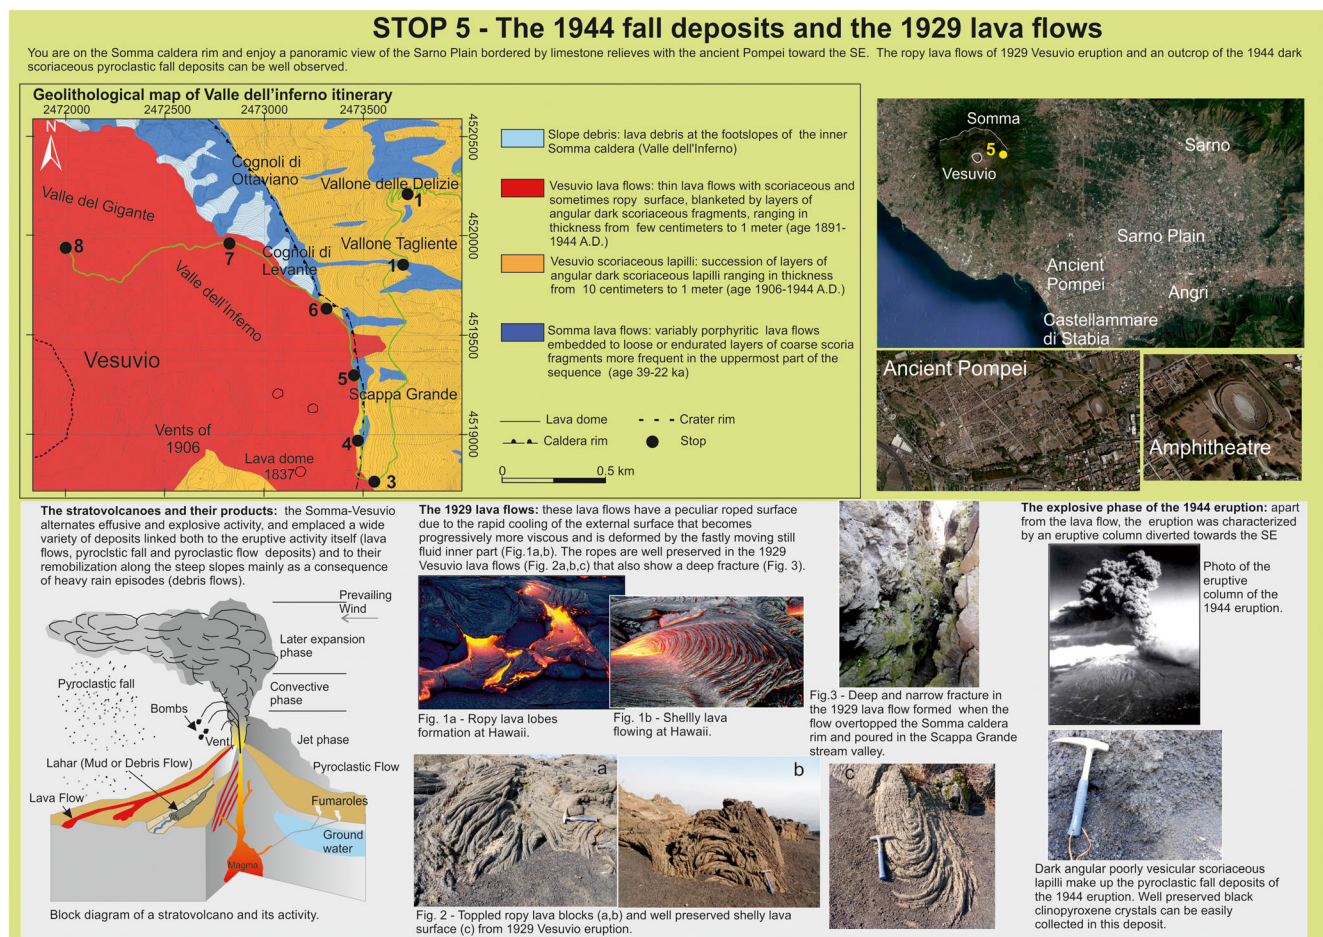 STOP 5 - The 1944 fall deposits and the 1929 lava flows
You are on the Somma caldera rim and enjoy a panoramic view of the Sarno Plain bordered by limestone relieves with the ancient Pompei toward the SE. The ropy lava flows of 1929 Vesuvio eruption and an outcrop of the 1944 dark
scoriaceous pyroclastic fall deposits can be well observed.
Geolithological map of Valle dell'inferno itinerary
2472000
2472500
2473000
2473500
N
4520500
4520000
4519500
4519000
Cognoli di
Ottaviano
Vallone delle Delizie
1
Valle del Gigante
8
7
Vallone Tagliente
1
Cognoli di
Levante
Valle dell'Inferno
6
Vesuvio
5
Scappa Grande
Vents of
1906
4
Lava dome
1837
3
Slope debris: lava debris at the footslopes of the inner
Somma caldera (Valle dell'Inferno)
Vesuvio lava flows: thin lava flows with scoriaceous and
sometimes ropy surface, blanketed by layers of
angular dark scoriaceous fragments, ranging in
thickness from few centimeters to 1 meter (age 1891-
1944 A.D.)
Vesuvio scoriaceous lapilli: succession of layers of
angular dark scoriaceous lapilli ranging in thickness
from 10 centimeters to 1 meter (age 1906-1944 A.D.)
Somma lava flows: variably porphyritic lava flows
embedded to loose or endurated layers of coarse scoria
fragments more frequent in the uppermost part of the
sequence (age 39-22 ka)
Lava dome
Crater rim
Caldera rim
Stop
0
0.5 km
Somma
5
Vesuvio
Sarno
Sarno Plain
Ancient
Pompei
Angri
Castellammare
di Stabia
Ancient Pompei
Amphitheatre
The stratovolcanoes and their products: the Somma-Vesuvio
alternates effusive and explosive activity, and emplaced a wide
variety of deposits linked both to the eruptive activity itself (lava
flows, pyroclstic fall and pyroclastic flow deposits) and to their
remobilization along the steep slopes mainly as a consequence
of heavy rain episodes (debris flows).
Prevailing
Wind
Later expansion
phase
Pyroclastic fall
Convective
phase
Bombs
Vent
Jet phase
Lahar (Mud or Debris Flow)
Pyroclastic Flow
Lava Flow
Fumaroles
Ground
water
Magma
Block diagram of a stratovolcano and its activity.
The 1929 lava flows: these lava flows have a peculiar roped surface
due to the rapid cooling of the external surface that becomes
progressively more viscous and is deformed by the fastly moving still
fluid inner part (Fig.1a,b). The ropes are well preserved in the 1929
Vesuvio lava flows (Fig. 2a,b,c) that also show a deep fracture (Fig. 3).
Fig. 1a - Ropy lava lobes
formation at Hawaii.
Fig. 1b - Shellly lava
flowing at Hawaii.
Fig.3 - Deep and narrow fracture in
the 1929 lava flow formed when the
flow overtopped the Somma caldera
rim and poured in the Scappa Grande
stream valley.
a
b
c
Fig. 2 - Toppled ropy lava blocks (a,b) and well preserved shelly lava
surface (c) from 1929 Vesuvio eruption.
The explosive phase of the 1944 eruption: apart
from the lava flow, the eruption was characterized
by an eruptive column diverted towards the SE
Photo of the
eruptive
column of the
1944 eruption.
Dark angular poorly vesicular scoriaceous
lapilli make up the pyroclastic fall deposits of
the 1944 eruption. Well preserved black
clinopyroxene crystals can be easily
collected in this deposit.